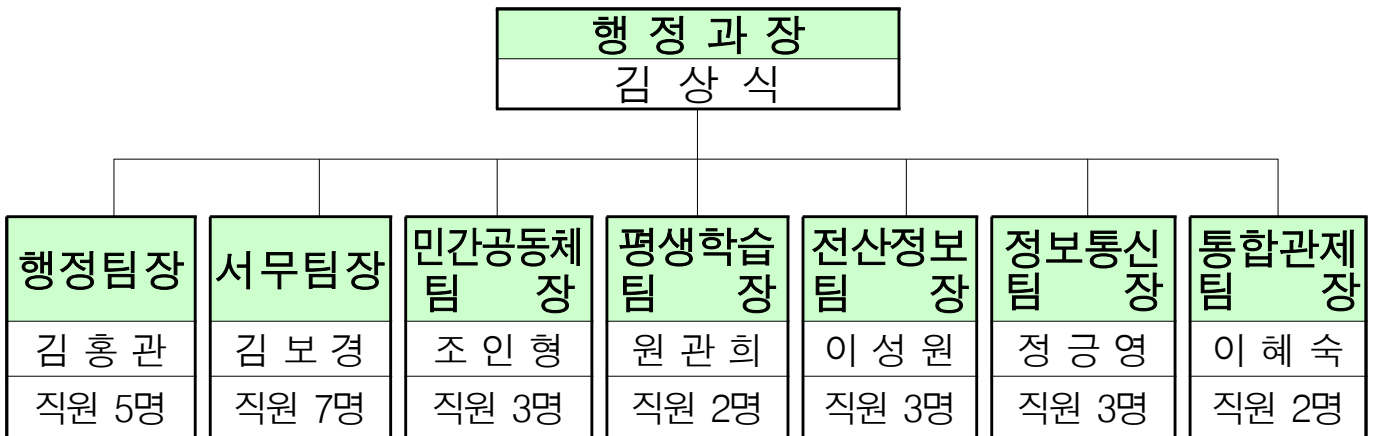 행정과장
김상식
행정팀장
김홍관
직원 5명
서무팀장
김보경
직원 7명
민간공동체
팀장
조인형
직원 3명
평생학습
팀장
원관희
직원 2명
전산정보
팀장
이성원
직원 3명
정보통신
팀장
정긍영
직원 3명
통합관제
팀장
이혜숙
직원 2명